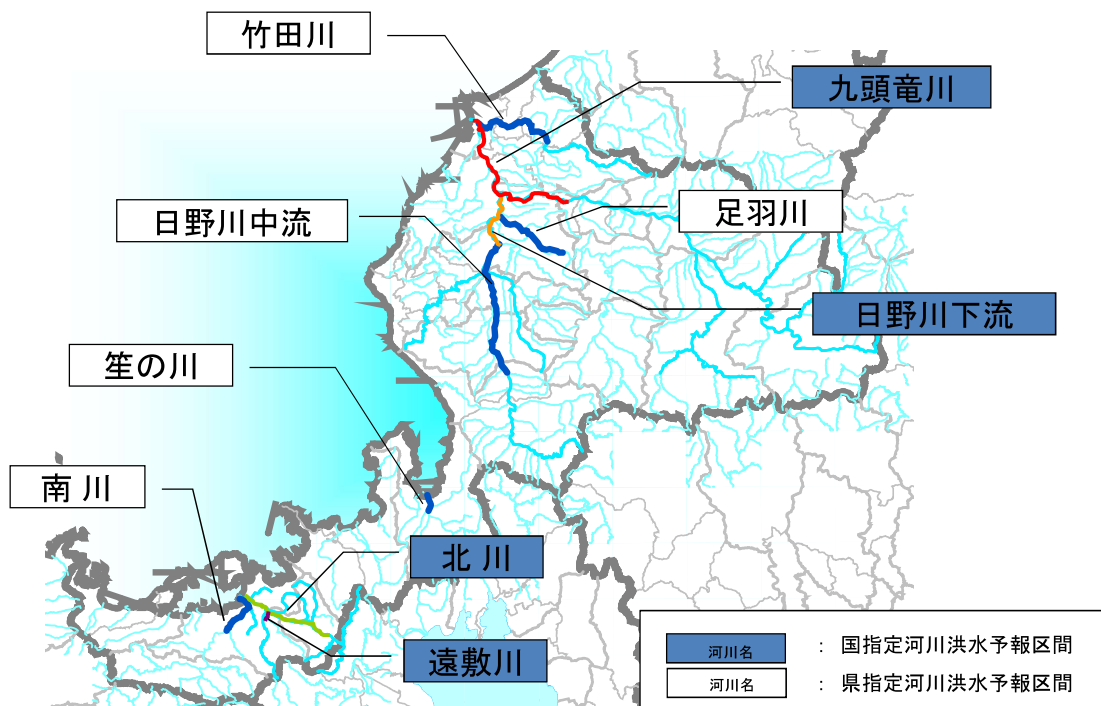 竹田川
九頭竜川
日野川中流
足羽川
日野川下流
笙の川
南 川
北 川
遠敷川
河川名 : 国指定河川洪水予報区間
河川名 : 県指定河川洪水予報区間